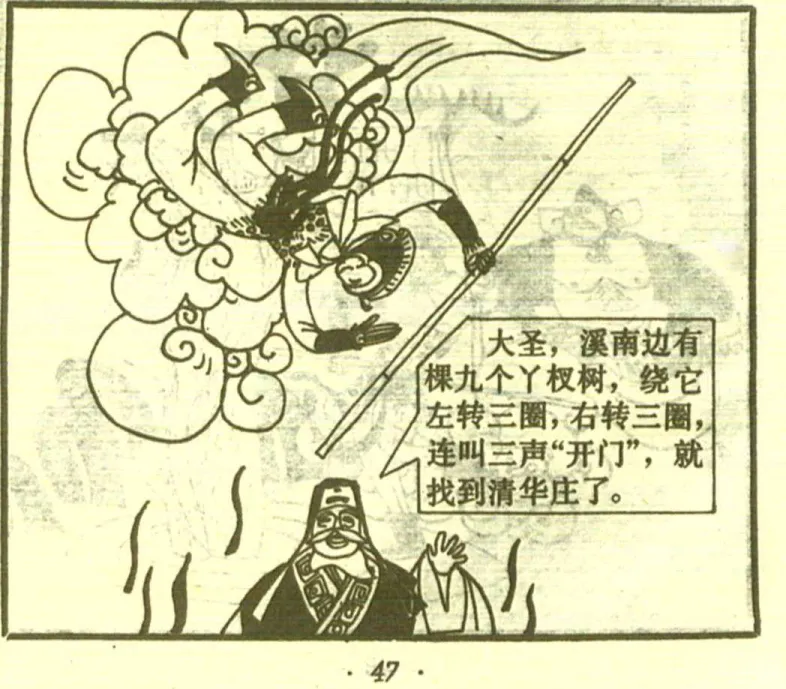 大圣，溪南边有
棵九个丫杈树，绕它
左转三圈，右转三圈，
连叫三声“开门”，就
找到清华庄了。
· 47 ·